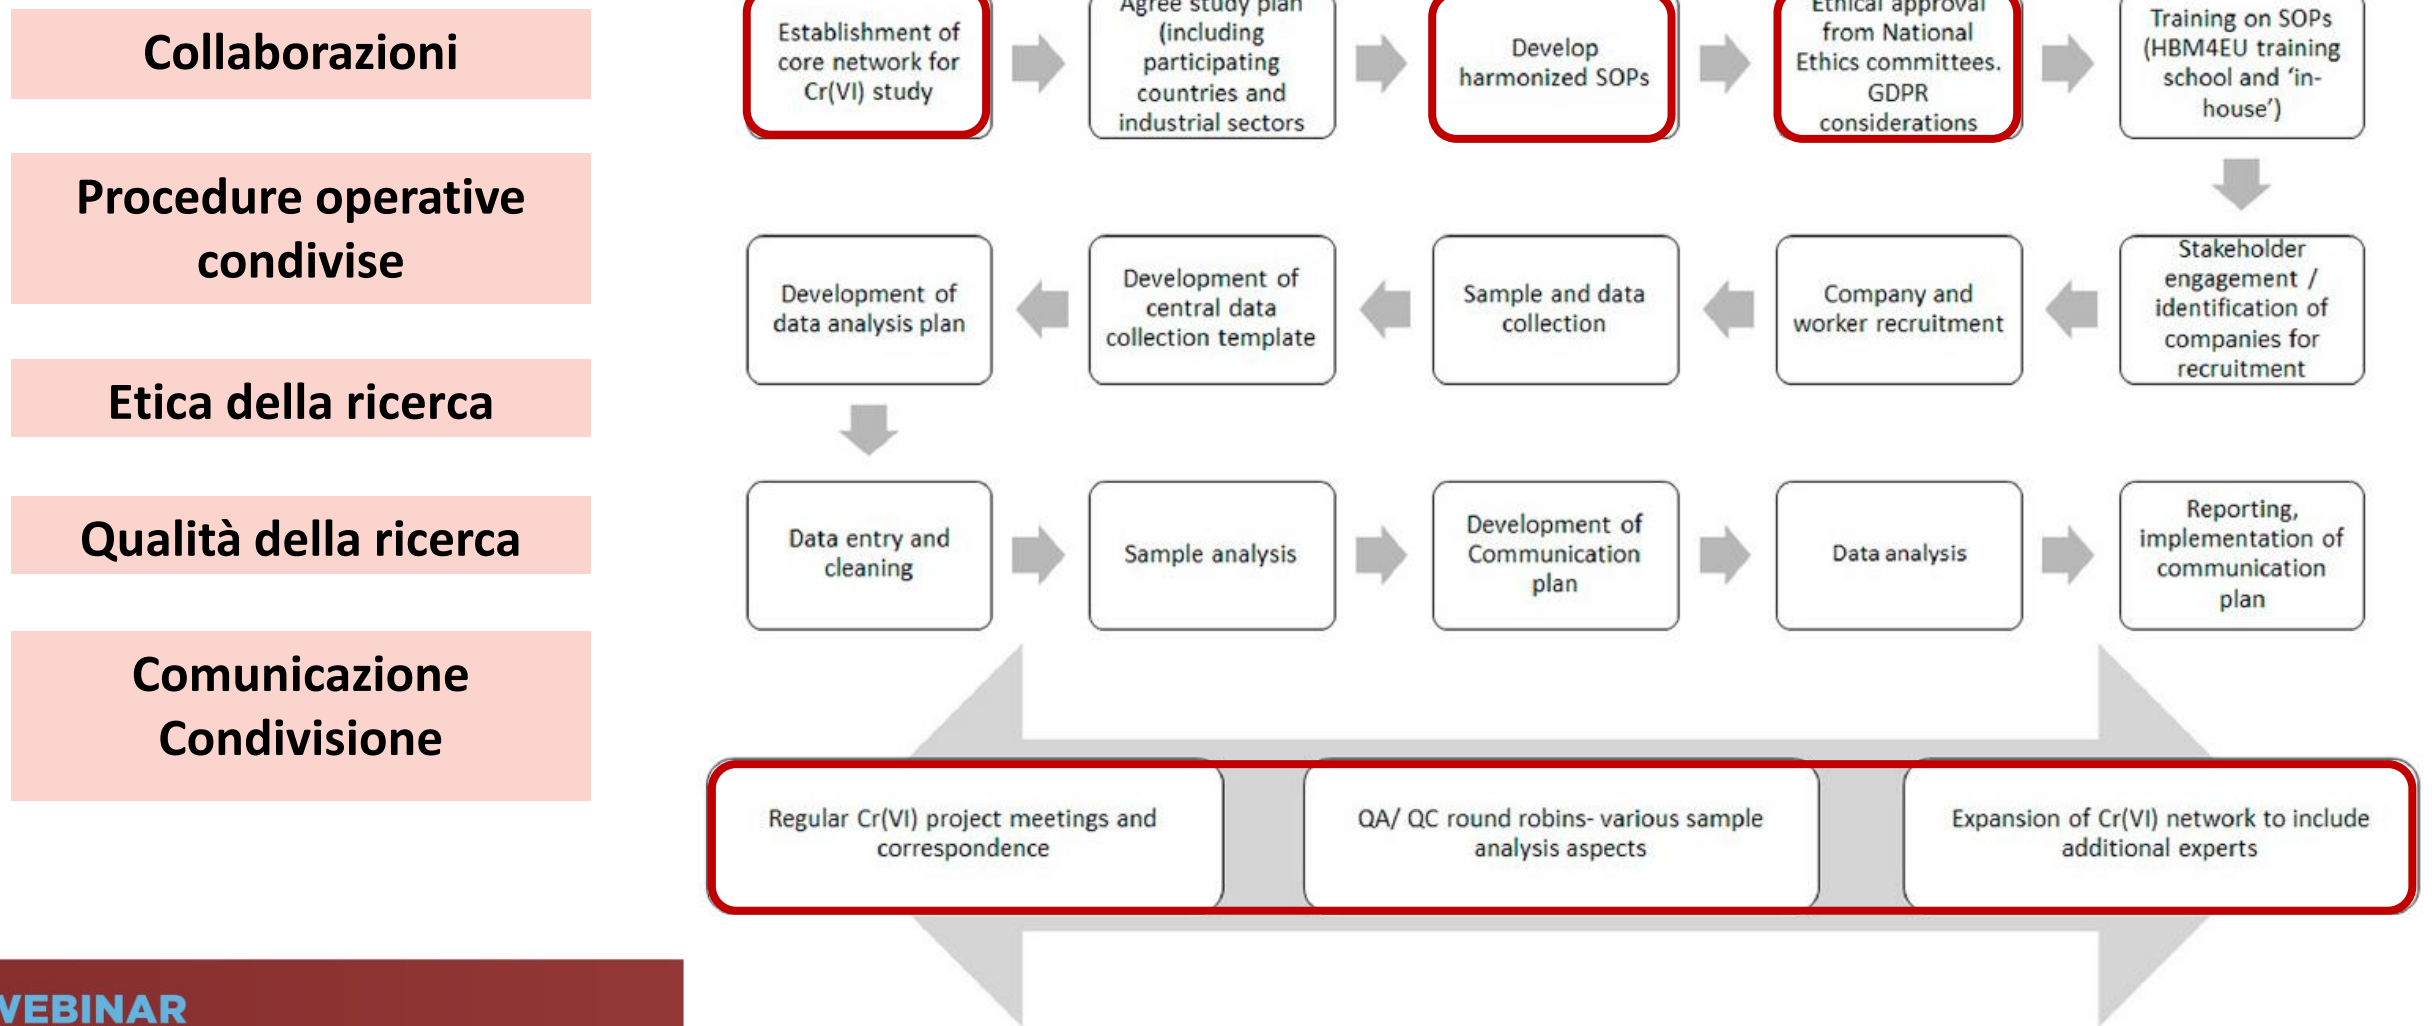 Collaborazioni
Procedure operative
condivise
Etica della ricerca
Qualità della ricerca
Comunicazione
Condivisione
Establishment of
core network for
Cr(VI) study
Agree study plan
(including
participating
countries and
industrial sectors
Develop
harmonized SOPs
Ethical approval
from National
Ethics committees.
GDPR
considerations
Training on SOPs
(HBM4EU training
school and ‘in-
house’)
Stakeholder
engagement /
identification of
companies for
recruitment
Company and
worker recruitment
Sample and data
collection
Development of
central data
collection template
Development of
data analysis plan
Data entry and
cleaning
Sample analysis
Development of
Communication
plan
Data analysis
Reporting,
implementation of
communication
plan
Regular Cr(VI) project meetings and
correspondence
QA/ QC round robins- various sample
analysis aspects
Expansion of Cr(VI) network to include
additional experts
WEBINAR